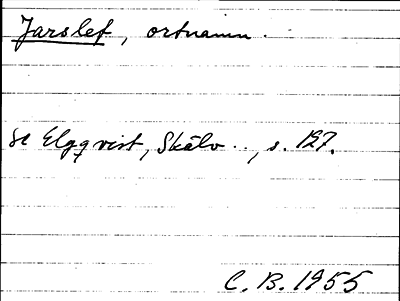 Jarslef, ortnamn.
se Elgqvist, Skälv.., s. 127.
C. B. 1955